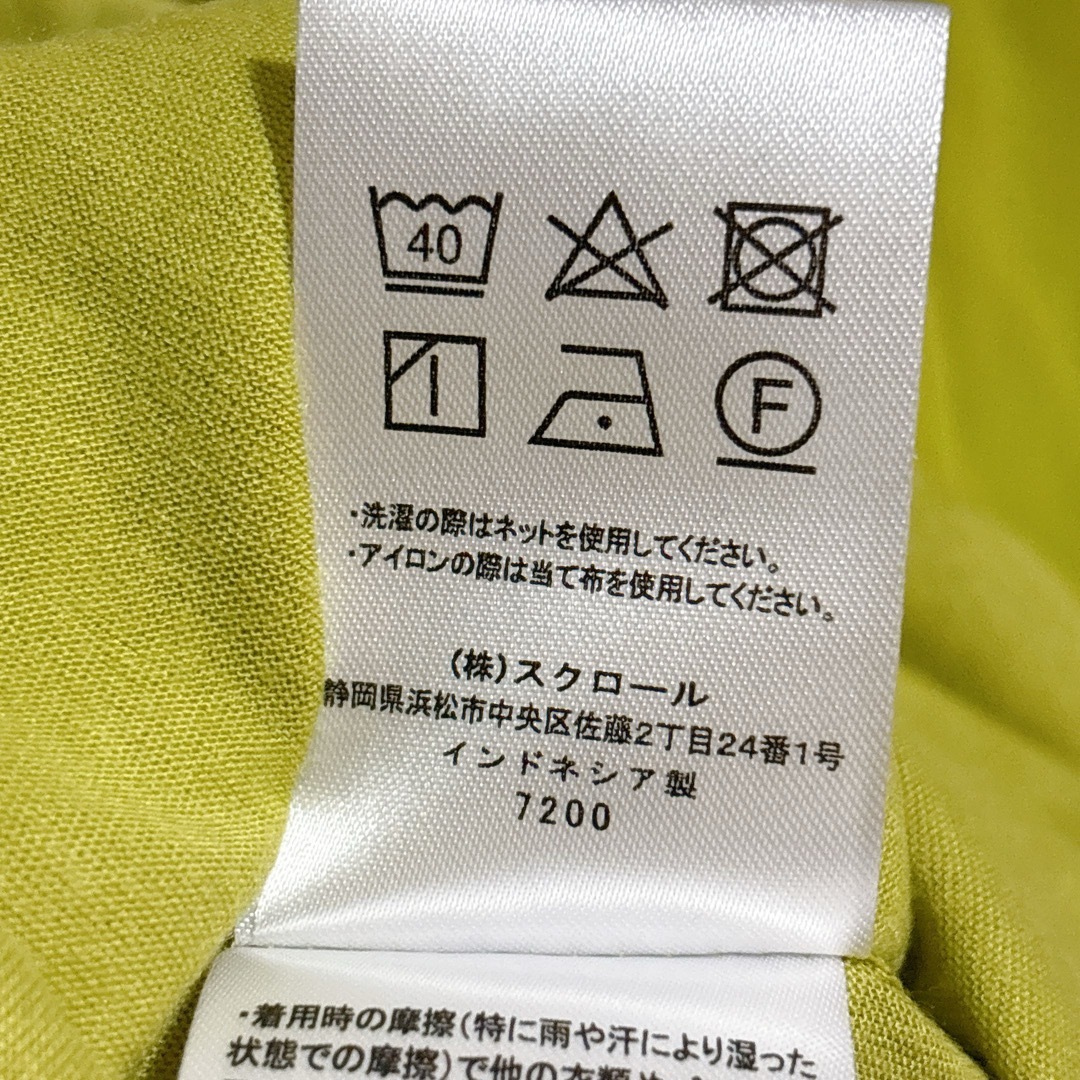 40
F
・洗濯の際はネットを使用してください。
・アイロンの際は当て布を使用してください。
(株)スクロール
静岡県浜松市中央区佐藤2丁目24番1号
インドネシア製
7200
・着用時の摩擦(特に雨や汗により湿った
状態での摩擦)で他の衣類や